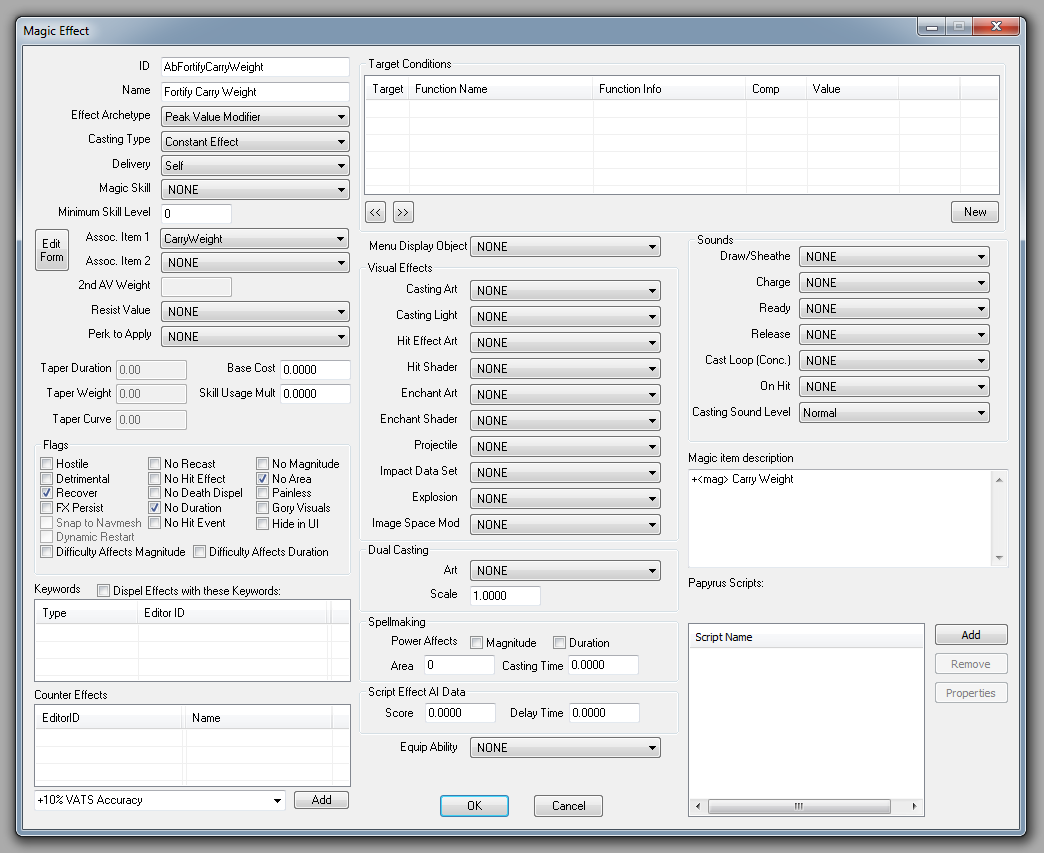 Magic Effect
ID AbFortifyCarryWeight
Name Fortify Carry Weight
Effect Archetype Peak Value Modifier
Casting Type Constant Effect
Delivery Self
Magic Skill NONE
Minimum Skill Level 0
Edit Form
Assoc. Item 1 CarryWeight
Assoc. Item 2 NONE
2nd AV Weight
Resist Value NONE
Perk to Apply NONE
Taper Duration 0.00 Base Cost 0.0000
Taper Weight 0.00 Skill Usage Mult 0.0000
Taper Curve 0.00
Flags
Hostile No Recast No Magnitude
Detrimental No Hit Effect No Area
Recover No Death Dispel Painless
FX Persist No Duration Gory Visuals
Snap to Navmesh No Hit Event Hide in UI
Dynamic Restart
Difficulty Affects Magnitude Difficulty Affects Duration
Keywords Dispel Effects with these Keywords:
Type Editor ID
Counter Effects
EditorID Name
+10% VATS Accuracy Add
Target Conditions
Target Function Name Function Info Comp Value
<< >> New
Menu Display Object NONE
Visual Effects
Casting Art NONE
Casting Light NONE
Hit Effect Art NONE
Hit Shader NONE
Enchant Art NONE
Enchant Shader NONE
Projectile NONE
Impact Data Set NONE
Explosion NONE
Image Space Mod NONE
Dual Casting
Art NONE
Scale 1.0000
Spellmaking
Power Affects Magnitude Duration
Area 0 Casting Time 0.0000
Script Effect AI Data
Score 0.0000 Delay Time 0.0000
Equip Ability NONE
OK Cancel
Sounds
Draw/Sheathe NONE
Charge NONE
Ready NONE
Release NONE
Cast Loop (Conc.) NONE
On Hit NONE
Casting Sound Level Normal
Magic item description
+<mag> Carry Weight
Papyrus Scripts:
Script Name
Add
Remove
Properties